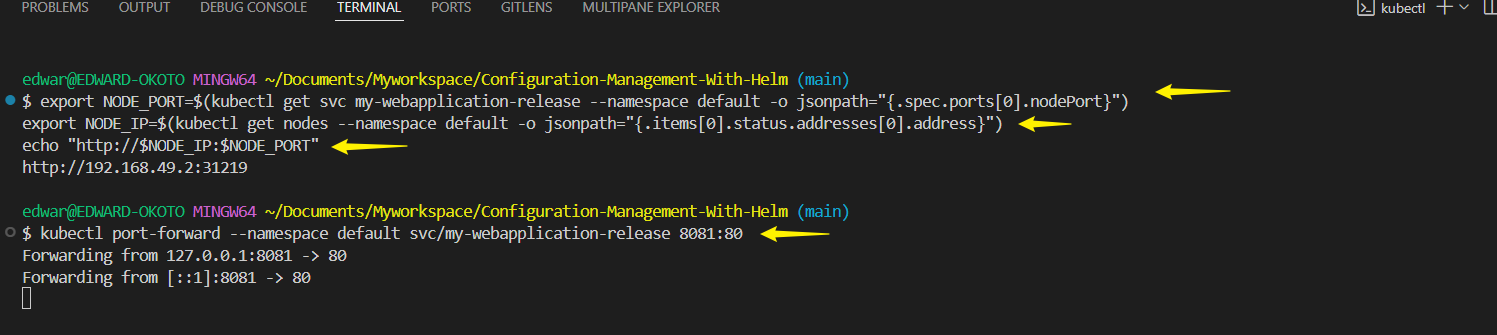 PROBLEMS OUTPUT DEBUG CONSOLE TERMINAL PORTS GITLENS MULTIPANE EXPLORER kubectl
edwar@EDWARD-OKOTO MINGW64 ~/Documents/Myworkspace/Configuration-Management-With-Helm (main)
$ export NODE_PORT=$(kubectl get svc my-webapplication-release --namespace default -o jsonpath="{.spec.ports[0].nodePort}")
export NODE_IP=$(kubectl get nodes --namespace default -o jsonpath="{.items[0].status.addresses[0].address}")
echo "http://$NODE_IP:$NODE_PORT"
http://192.168.49.2:31219
edwar@EDWARD-OKOTO MINGW64 ~/Documents/Myworkspace/Configuration-Management-With-Helm (main)
$ kubectl port-forward --namespace default svc/my-webapplication-release 8081:80
Forwarding from 127.0.0.1:8081 -> 80
Forwarding from [::1]:8081 -> 80